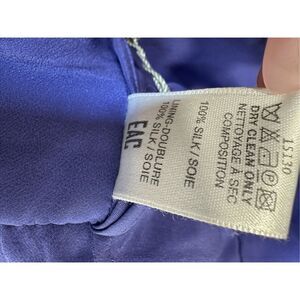 15130
DRY CLEAN ONLY
NETTOYAGE À SEC
COMPOSITION
100% SILK / SOIE
LINING-DOUBLURE
100% SILK / SOIE
EAC